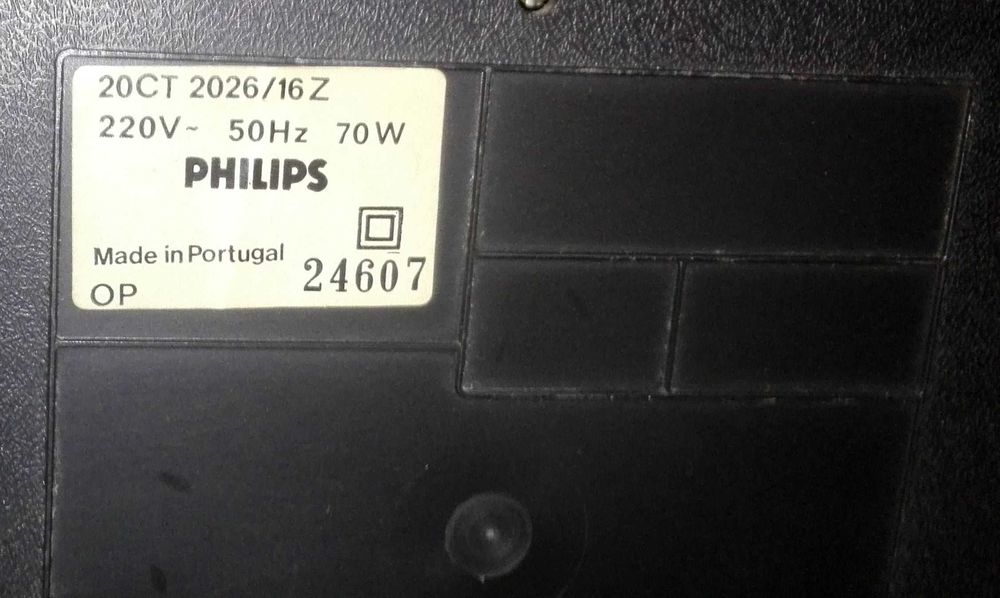 20CT 2026/16Z
220V~ 50Hz 70W
PHILIPS
Made in Portugal
24607
OP